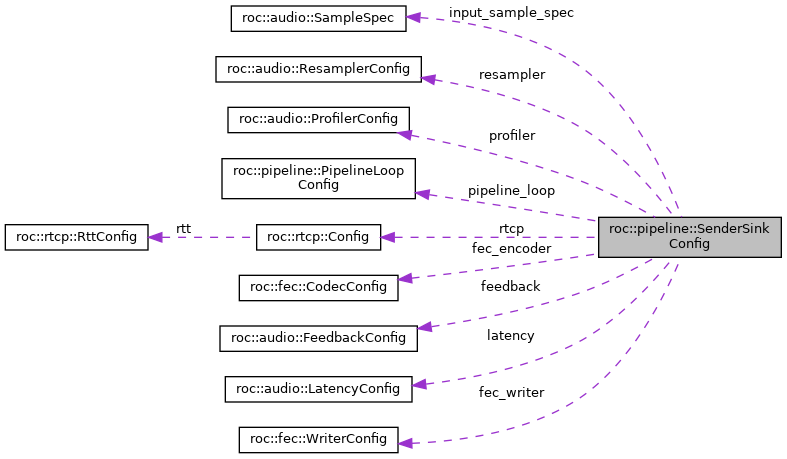 roc::audio::SampleSpec
input_sample_spec
roc::audio::ResamplerConfig
resampler
roc::audio::ProfilerConfig
profiler
roc::pipeline::PipelineLoop
Config
pipeline_loop
roc::rtcp::RttConfig
rtt
roc::rtcp::Config
rtcp
roc::pipeline::SenderSink
Config
fec_encoder
roc::fec::CodecConfig
feedback
roc::audio::FeedbackConfig
latency
roc::audio::LatencyConfig
fec_writer
roc::fec::WriterConfig